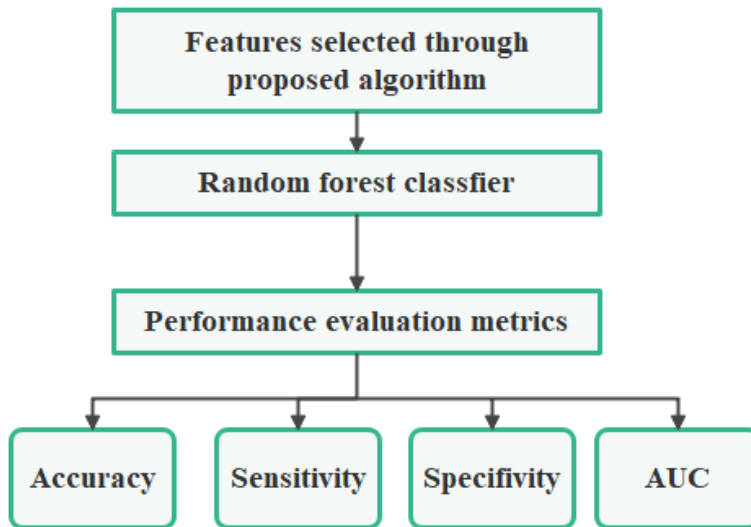 Features selected through
proposed algorithm
Random forest classfier
Performance evaluation metrics
Accuracy
Sensitivity
Specifivity
AUC